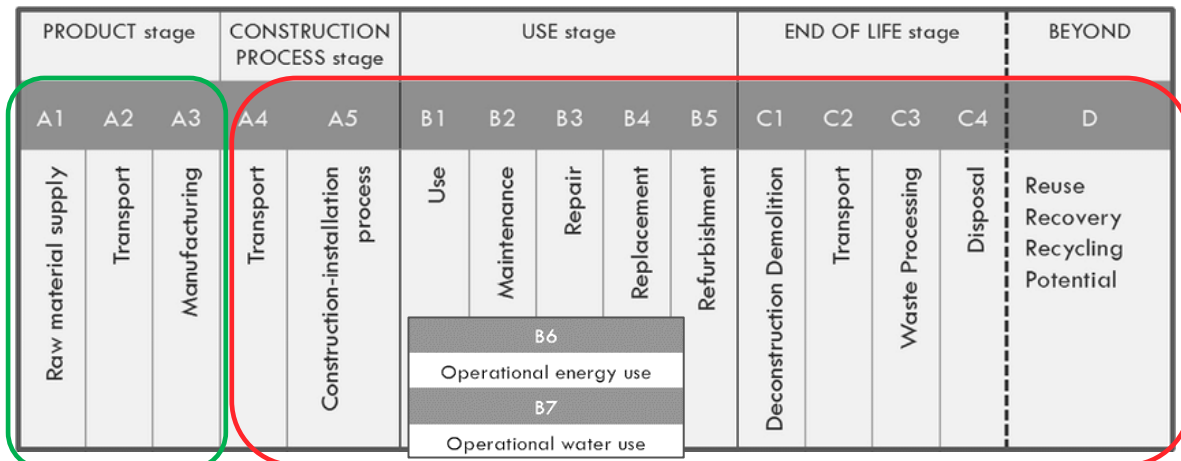 PRODUCT stage
CONSTRUCTION
PROCESS stage
USE stage
END OF LIFE stage
BEYOND
A1
A2
A3
A4
A5
B1
B2
B3
B4
B5
C1
C2
C3
C4
D
Raw material supply
Transport
Manufacturing
Transport
Construction-installation
process
Use
Maintenance
Repair
Replacement
Refurbishment
Deconstruction Demolition
Transport
Waste Processing
Disposal
Reuse
Recovery
Recycling
Potential
B6
Operational energy use
B7
Operational water use